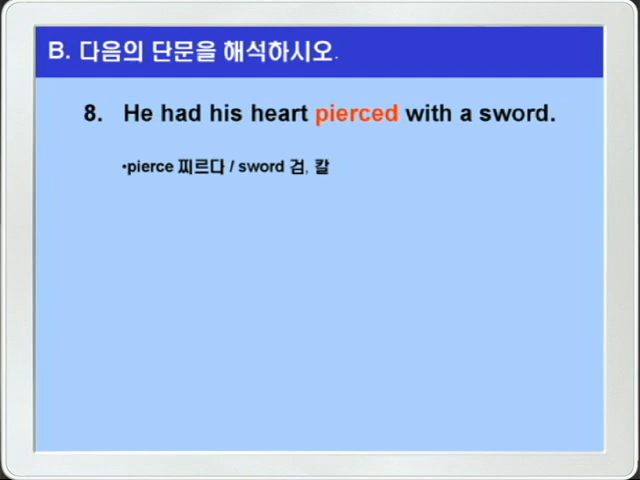 B. 다음의 단문을 해석하시오.
8. He had his heart pierced with a sword.
•pierce 찌르다 / sword 검, 칼